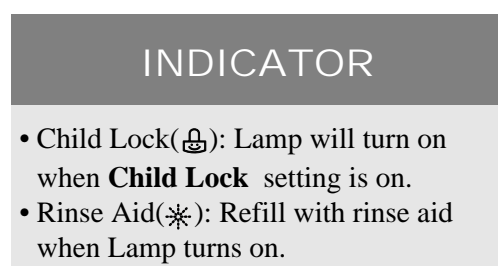 INDICATOR
• Child Lock(): Lamp will turn on
when Child Lock setting is on.
• Rinse Aid(): Refill with rinse aid
when Lamp turns on.